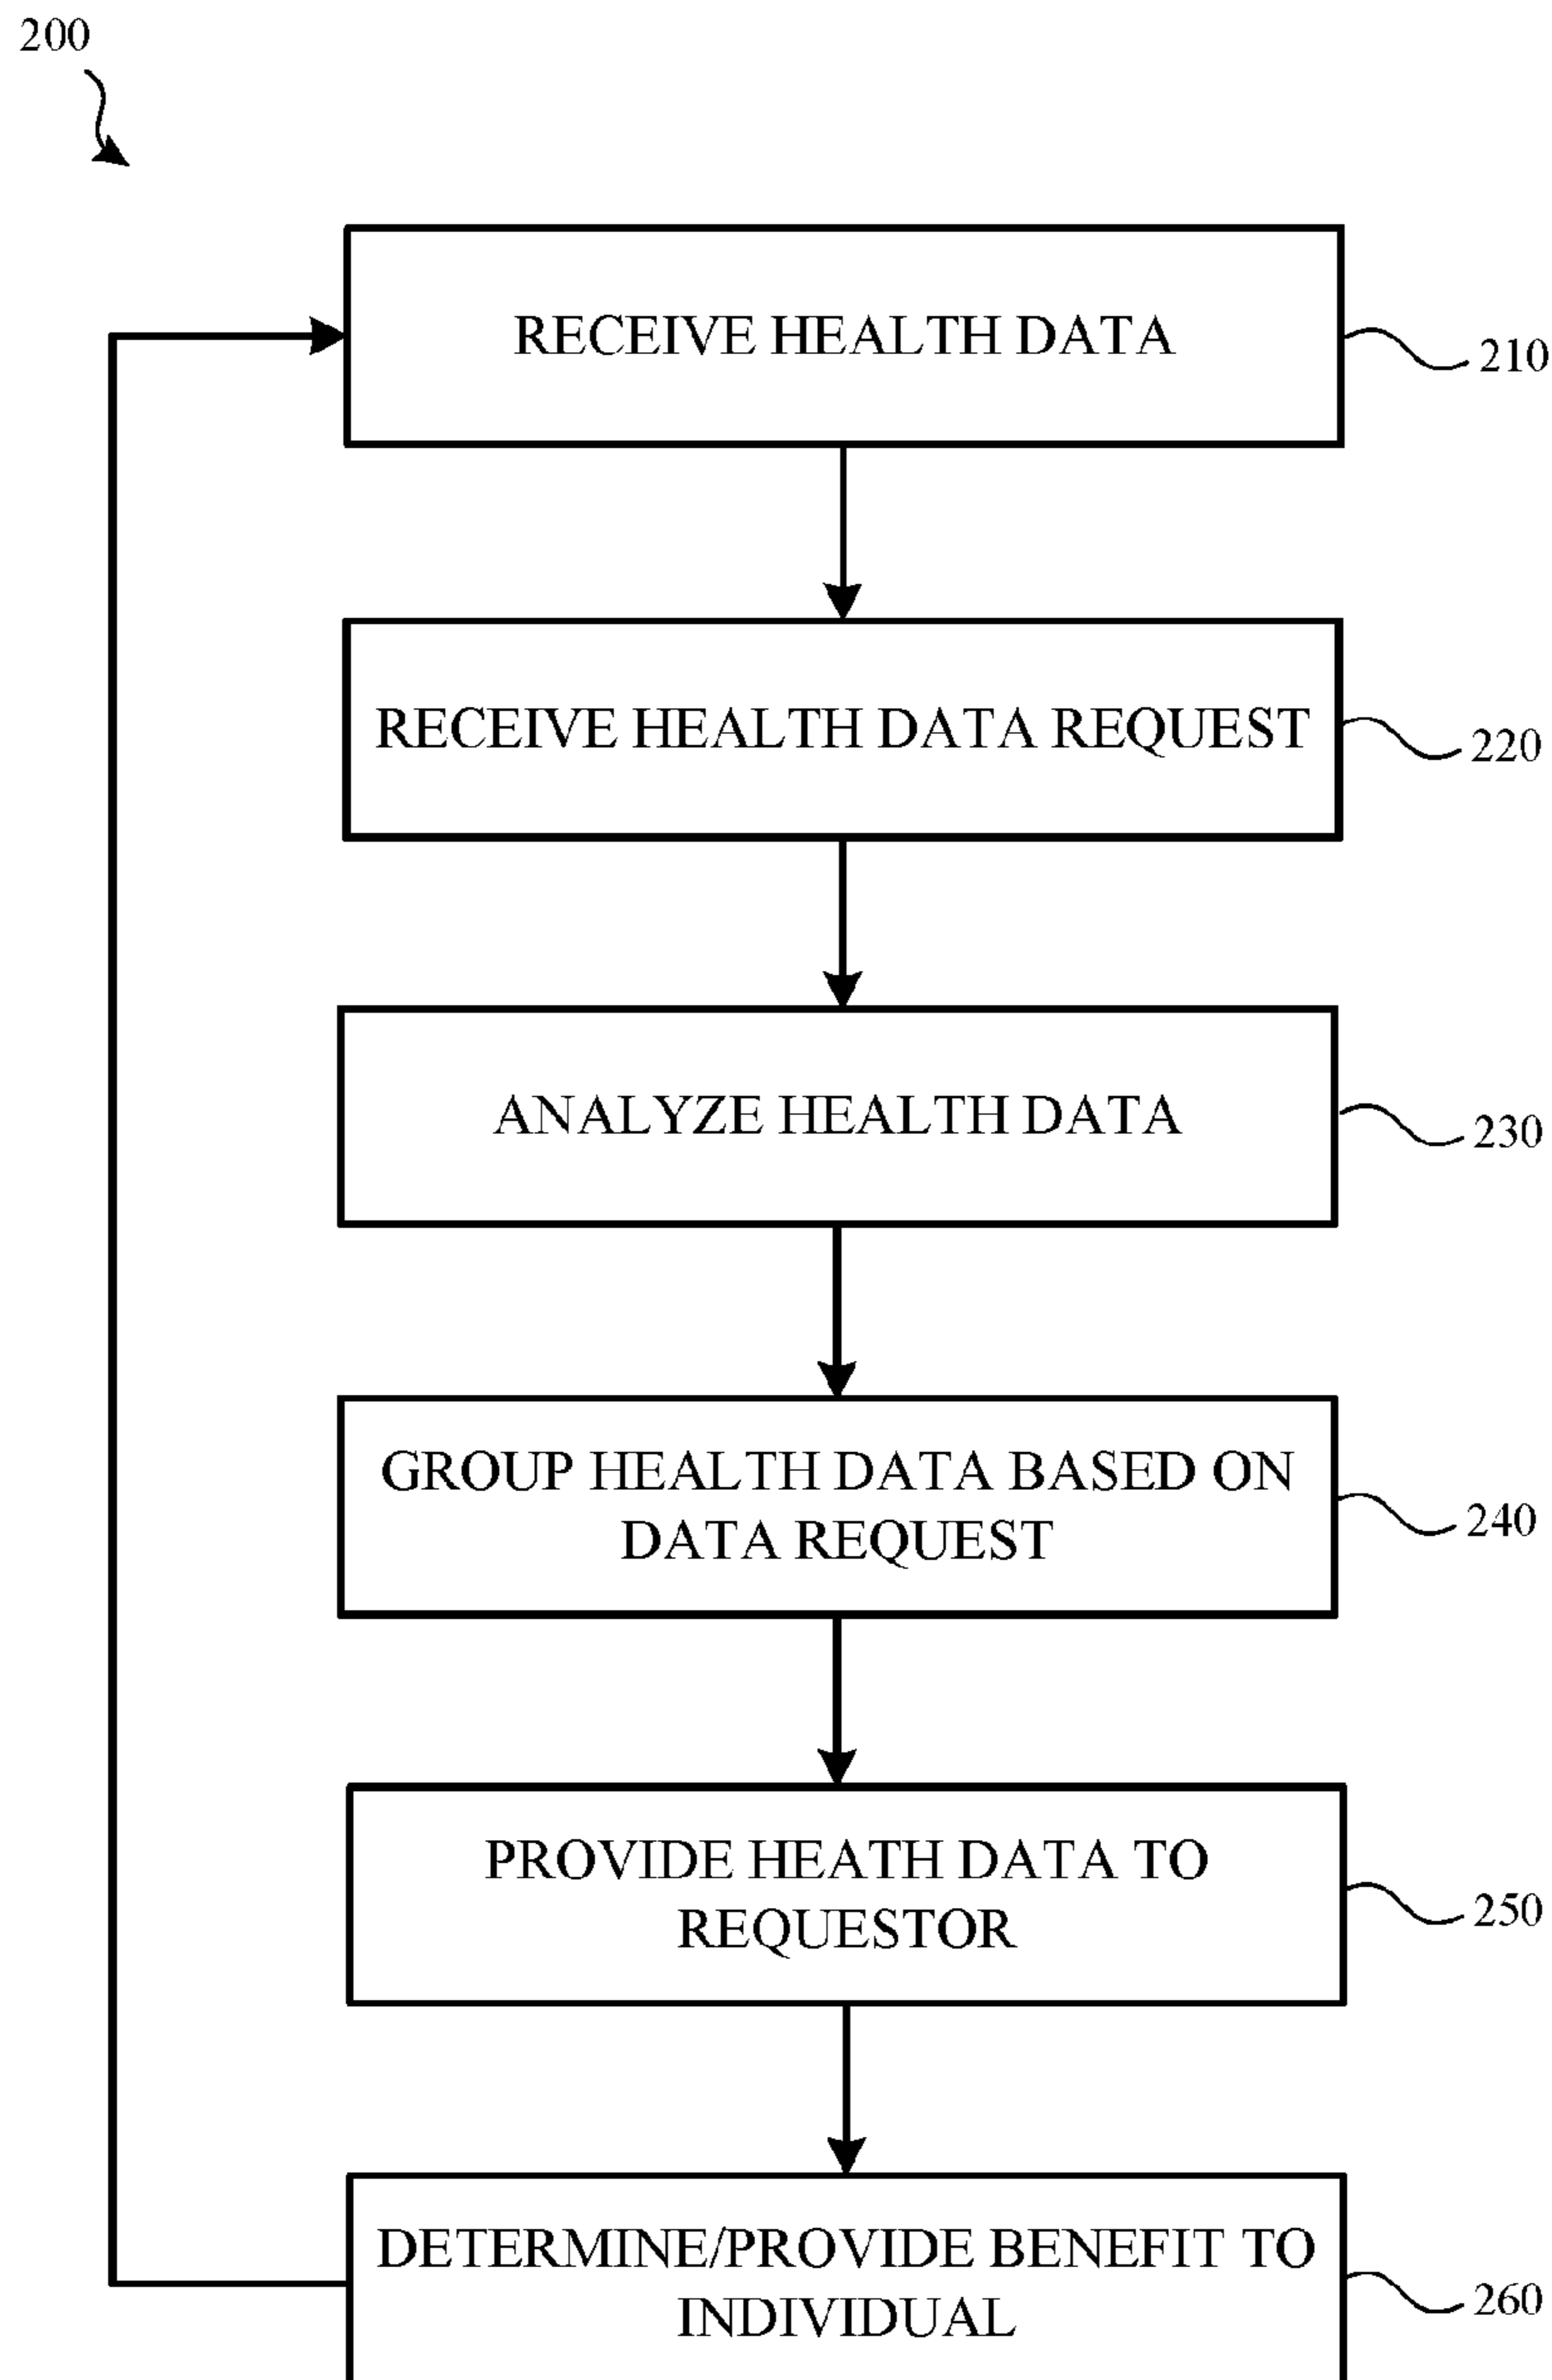 200
RECEIVE HEALTH DATA
210
RECEIVE HEALTH DATA REQUEST
220
ANALYZE HEALTH DATA
230
GROUP HEALTH DATA BASED ON
DATA REQUEST
240
PROVIDE HEATH DATA TO
REQUESTOR
250
DETERMINE/PROVIDE BENEFIT TO
INDIVIDUAL
260